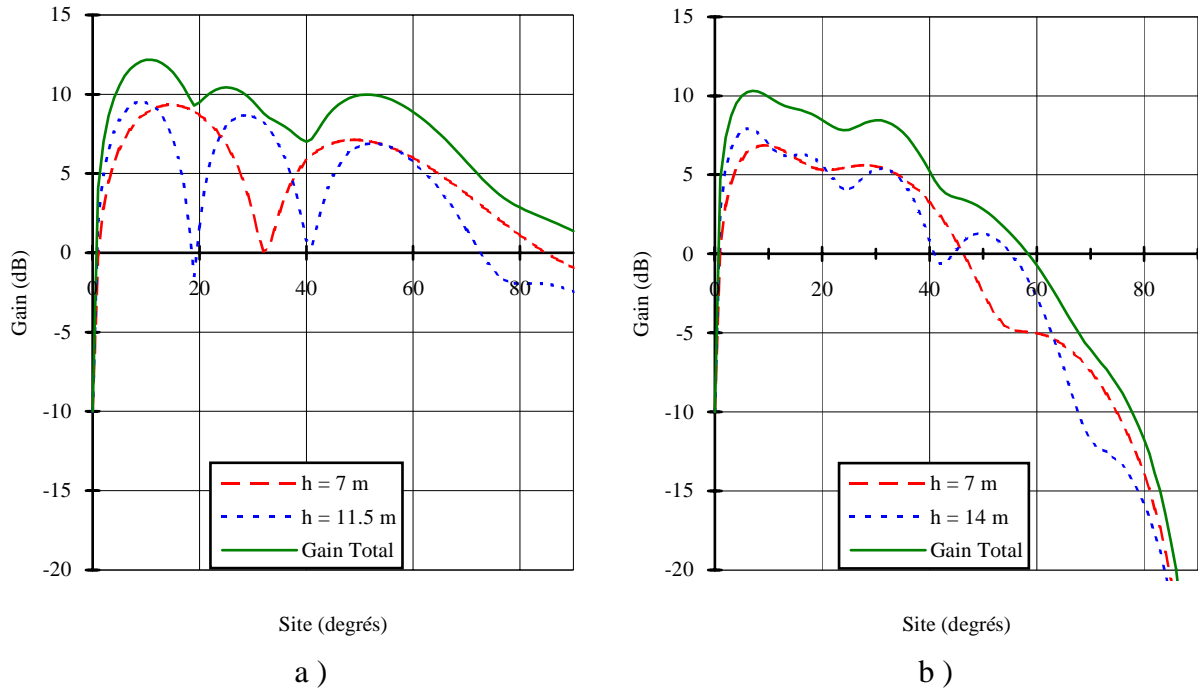 15
10
5
0
-5
-10
-15
-20
0
20
40
60
80
Gain (dB)
Site (degrés)
h = 7 m
h = 11.5 m
Gain Total
a )
15
10
5
0
-5
-10
-15
-20
0
20
40
60
80
Gain (dB)
Site (degrés)
h = 7 m
h = 14 m
Gain Total
b )